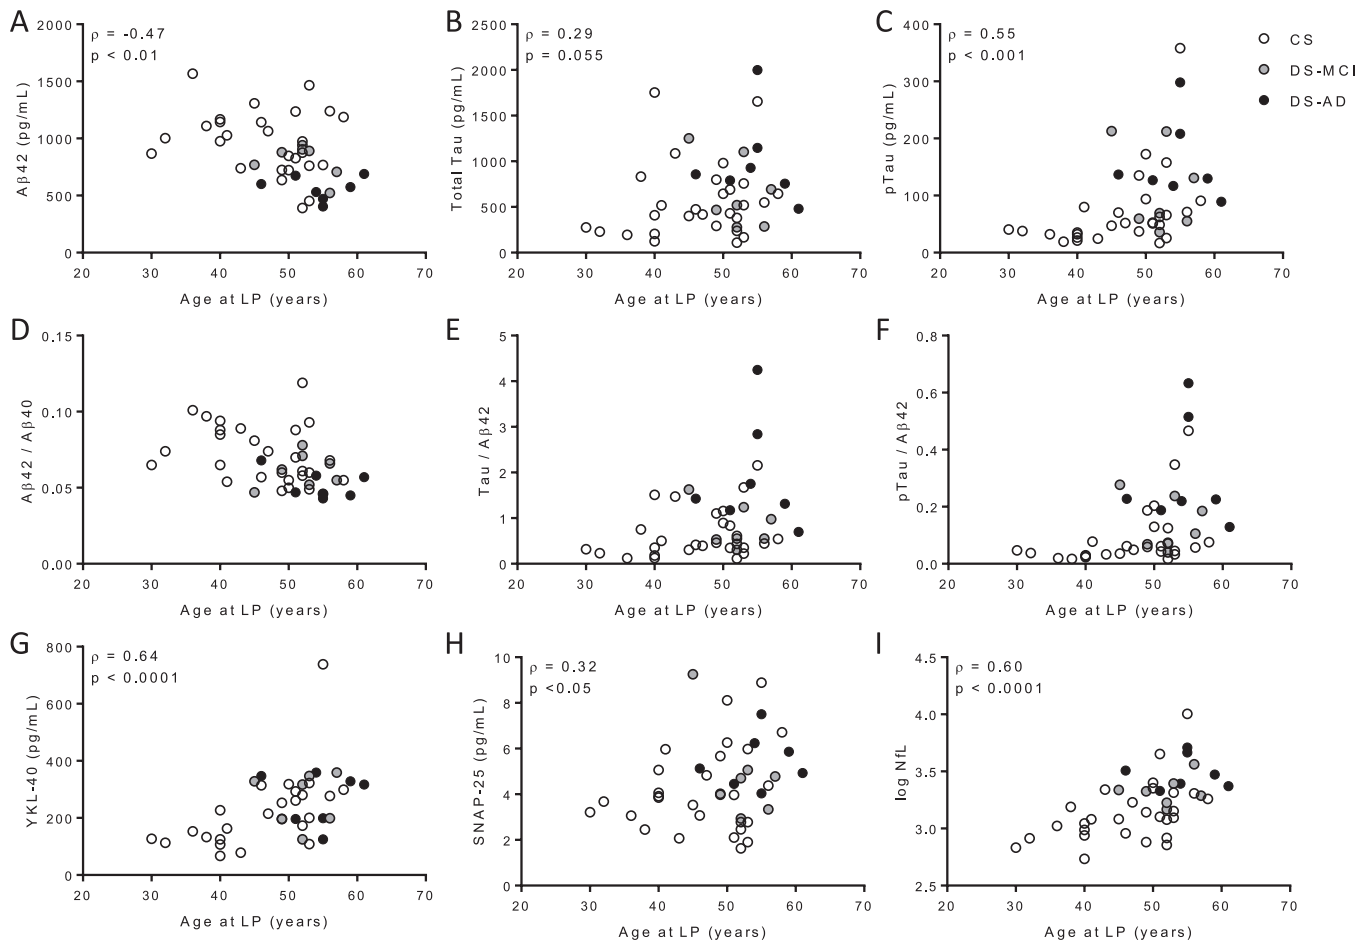 A
ρ = -0.47
p < 0.01
Aβ42 (pg/mL)
2000
1500
1000
500
0
20 30 40 50 60 70
Age at LP (years)
B
ρ = 0.29
p = 0.055
Total Tau (pg/mL)
2500
2000
1500
1000
500
0
20 30 40 50 60 70
Age at LP (years)
C
ρ = 0.55
p < 0.001
pTau (pg/mL)
400
300
200
100
0
20 30 40 50 60 70
Age at LP (years)
CS
DS-MCI
DS-AD
D
Aβ42 / Aβ40
0.15
0.10
0.05
0.00
20 30 40 50 60 70
Age at LP (years)
E
Tau / Aβ42
5
4
3
2
1
0
20 30 40 50 60 70
Age at LP (years)
F
pTau / Aβ42
0.8
0.6
0.4
0.2
0.0
20 30 40 50 60 70
Age at LP (years)
G
ρ = 0.64
p < 0.0001
YKL-40 (pg/mL)
800
600
400
200
0
20 30 40 50 60 70
Age at LP (years)
H
ρ = 0.32
p <0.05
SNAP-25 (pg/mL)
10
8
6
4
2
0
20 30 40 50 60 70
Age at LP (years)
I
ρ = 0.60
p < 0.0001
log NfL
4.5
4.0
3.5
3.0
2.5
20 30 40 50 60 70
Age at LP (years)